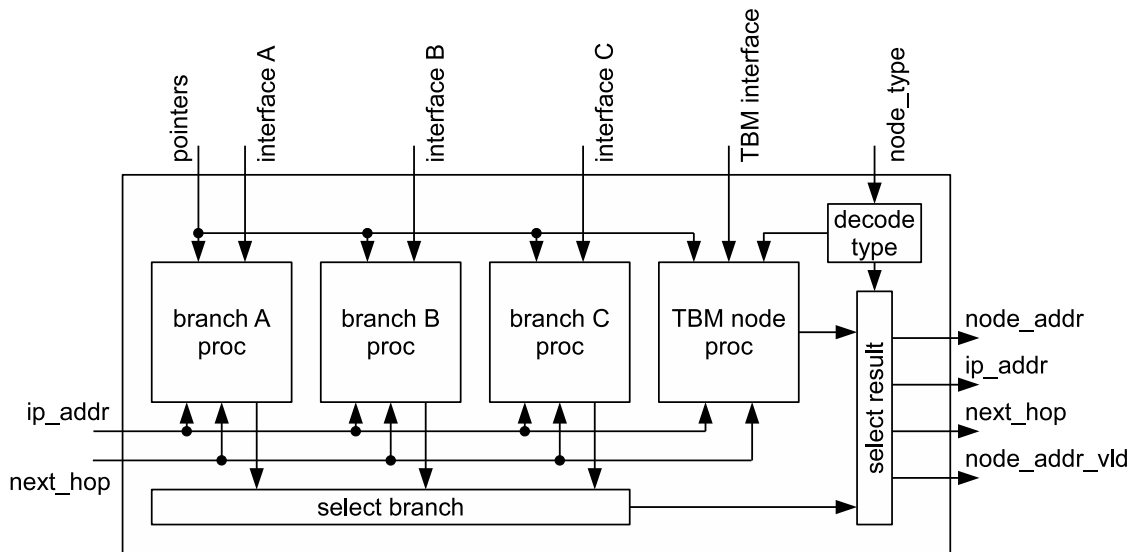 pointers
interface A
interface B
interface C
TBM interface
node_type
decode
type
branch A
proc
branch B
proc
branch C
proc
TBM node
proc
select result
node_addr
ip_addr
next_hop
node_addr_vld
ip_addr
next_hop
select branch